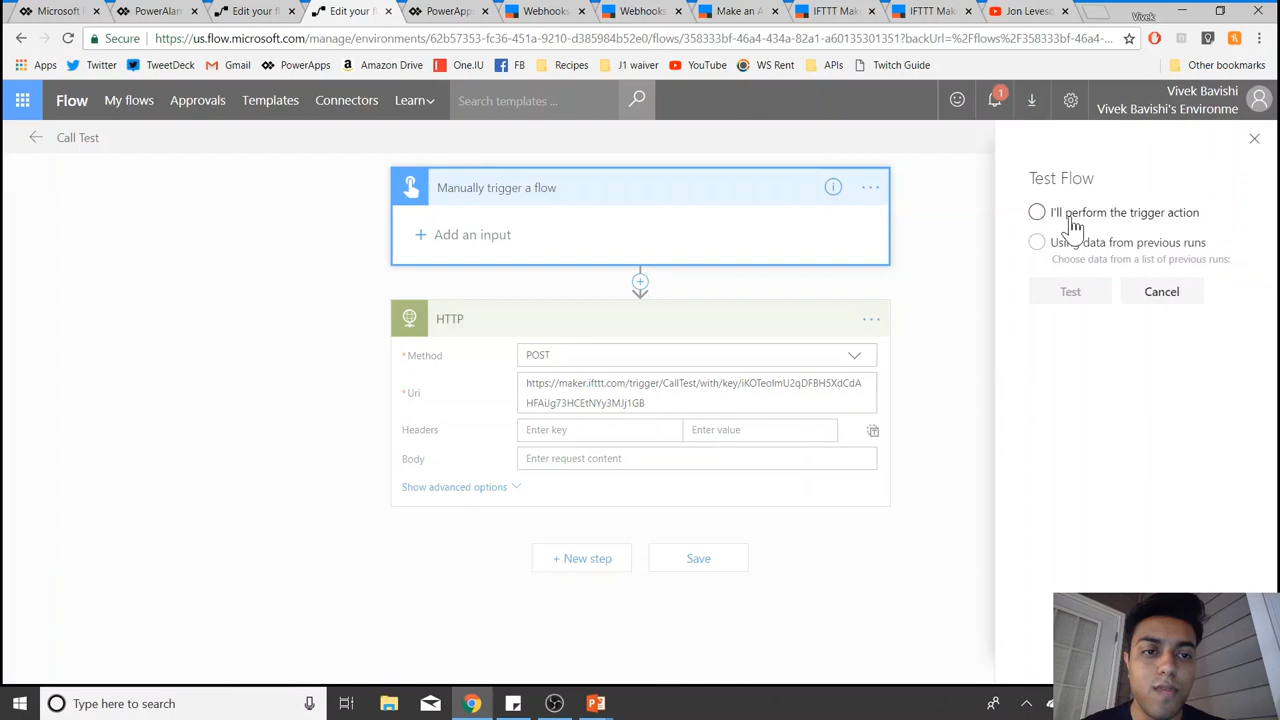 Microsoft
PowerAlar
Edit your f
Edit your f
PowerApps
Webhooks
Webhooks
Make an A
IFTTT Make
IFTTT Make
Jon Leveso
Vivek
Secure
https://us.flow.microsoft.com/manage/environments/62b57353-fc36-451a-9210-d385984b52e0/flows/358333bf-46a4-434a-82a1-a60135301351?backUrl=%2Fflows%2F358333bf-46a4-...
Apps
Twitter
TweetDeck
Gmail
PowerApps
Amazon Drive
One.IU
FB
Recipes
J1 waiver
YouTube
WS Rent
APIs
Twitch Guide
Other bookmarks
Flow
My flows
Approvals
Templates
Connectors
Learn
Search templates ...
1
Vivek Bavishi
Vivek Bavishi's Environme
Call Test
Manually trigger a flow
+ Add an input
HTTP
* Method
POST
* Uri
https://maker.ifttt.com/trigger/CallTest/with/key/iKOTeoImU2qDFBH5XdCdA
HFAiJg73HCEtNYy3MJj1GB
Headers
Enter key
Enter value
Body
Enter request content
Show advanced options
+ New step
Save
Test Flow
I'll perform the trigger action
Using data from previous runs
Choose data from a list of previous runs:
Test
Cancel
Type here to search